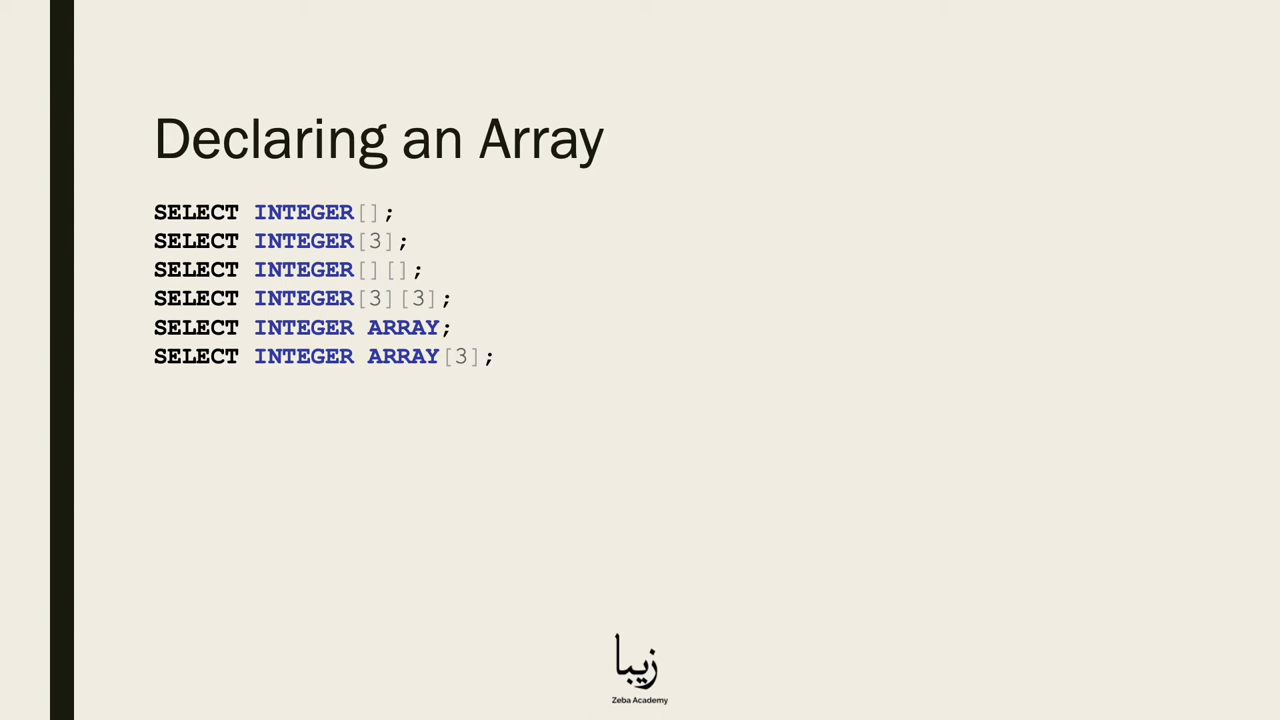 Declaring an Array
SELECT INTEGER[];
SELECT INTEGER[3];
SELECT INTEGER[][];
SELECT INTEGER[3][3];
SELECT INTEGER ARRAY;
SELECT INTEGER ARRAY[3];
زيبا
Zeba Academy